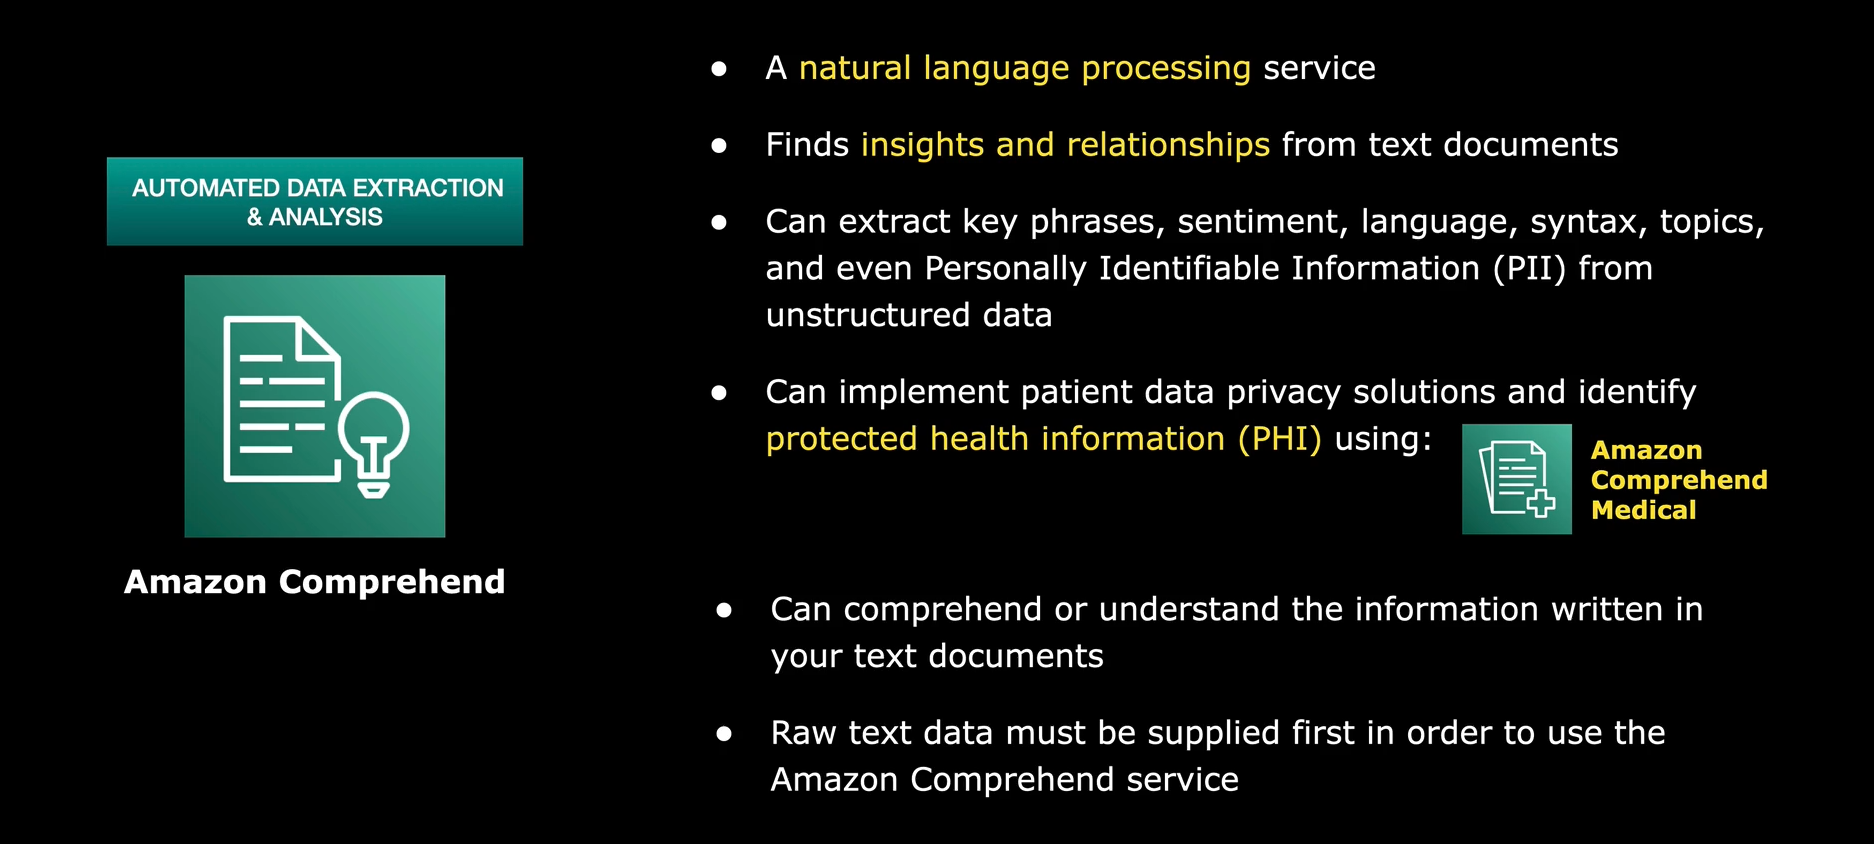 AUTOMATED DATA EXTRACTION
& ANALYSIS
Amazon Comprehend
● A natural language processing service
● Finds insights and relationships from text documents
● Can extract key phrases, sentiment, language, syntax, topics,
and even Personally Identifiable Information (PII) from
unstructured data
● Can implement patient data privacy solutions and identify
protected health information (PHI) using:
Amazon
Comprehend
Medical
● Can comprehend or understand the information written in
your text documents
● Raw text data must be supplied first in order to use the
Amazon Comprehend service